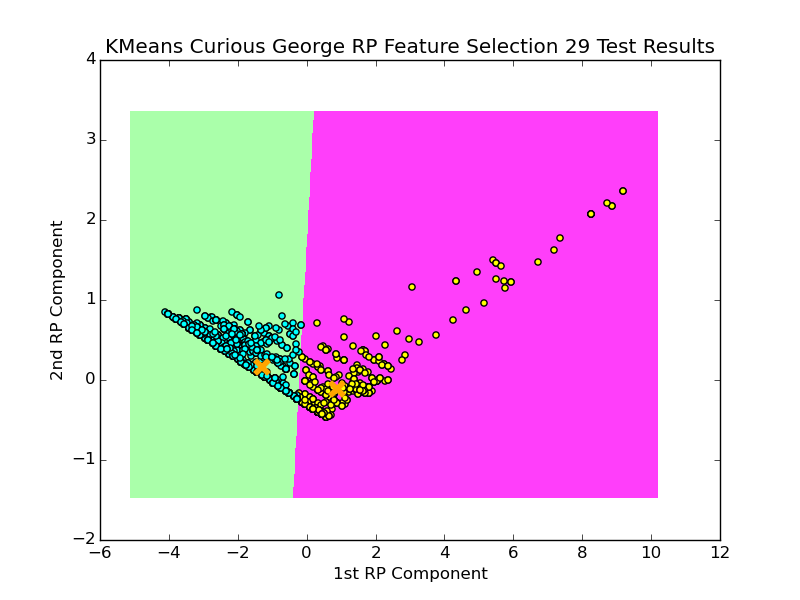 KMeans Curious George RP Feature Selection 29 Test Results
4
3
2
1
0
−1
−2
−6 −4 −2 0 2 4 6 8 10 12
2nd RP Component
1st RP Component